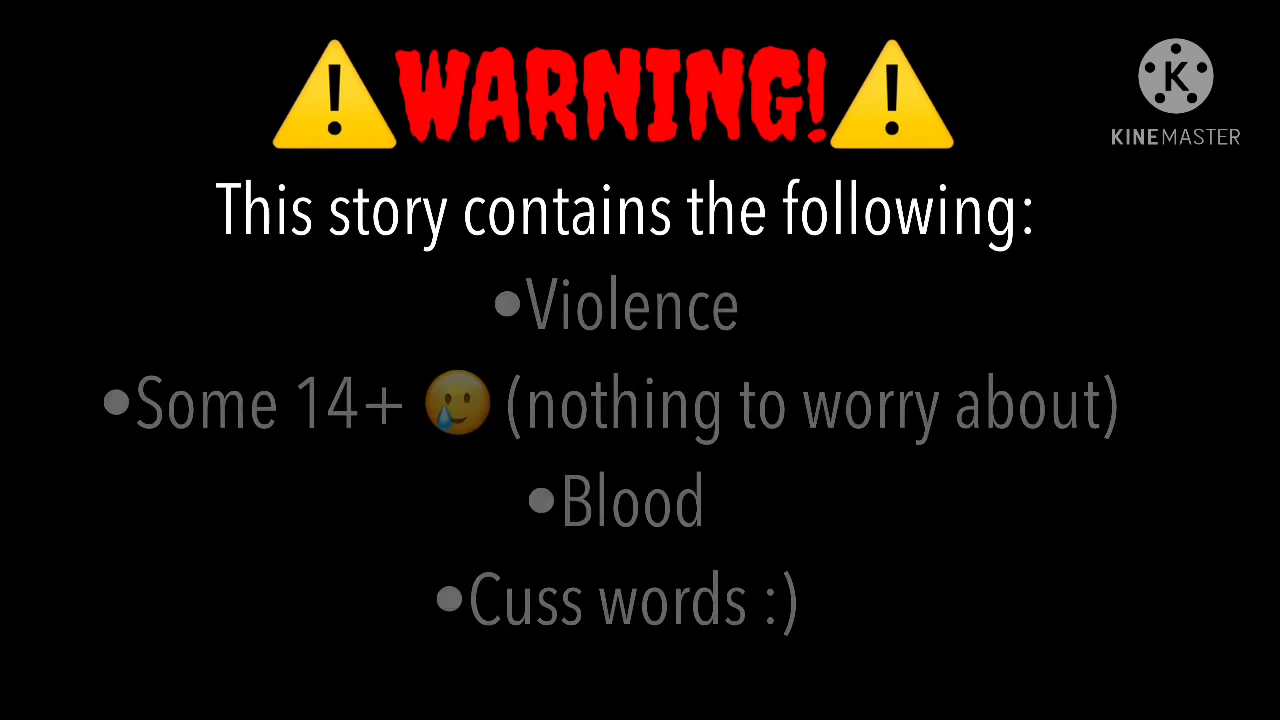 ⚠️WARNING!⚠️
K
KINEMASTER
This story contains the following:
•Violence
•Some 14+ 🥲 (nothing to worry about)
•Blood
•Cuss words :)